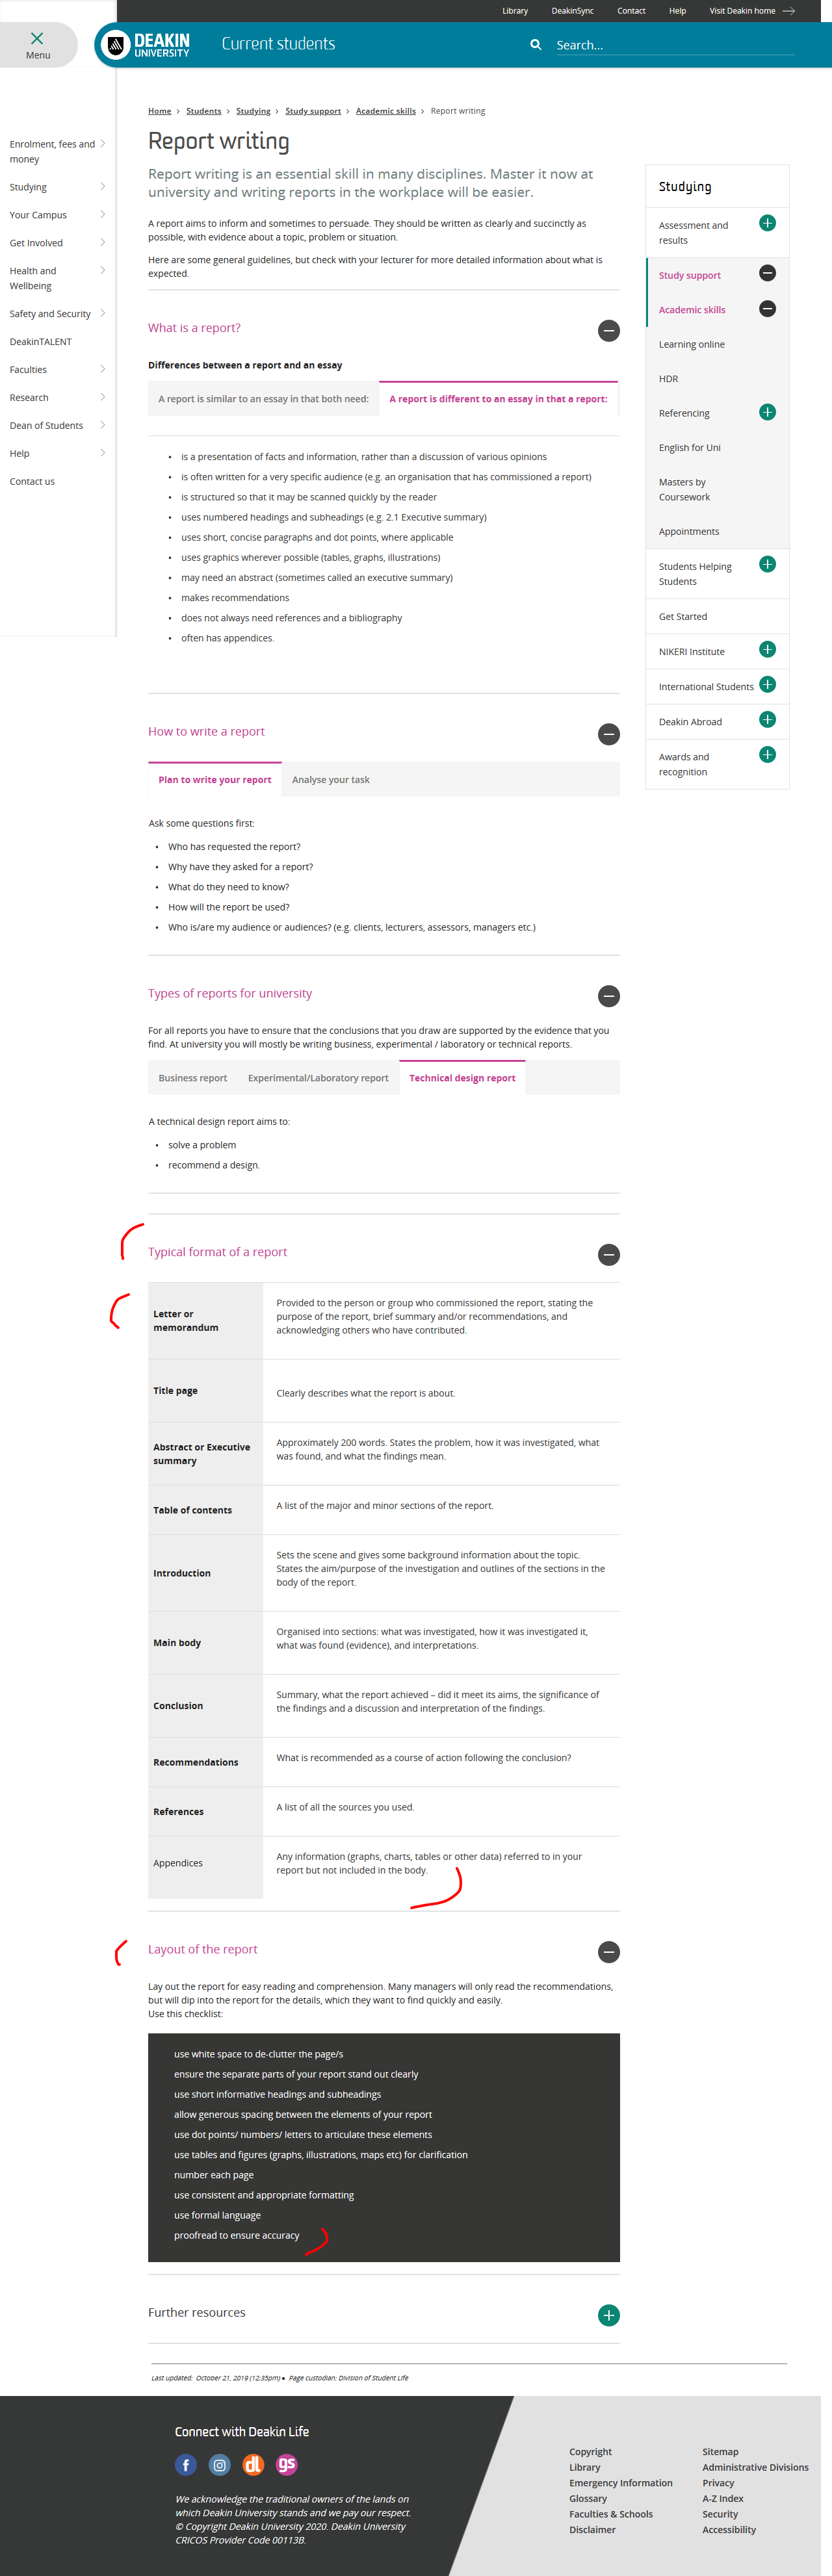 Library DeakinSync Contact Help Visit Deakin home
Menu
DEAKIN
UNIVERSITY
Current students
Search...
Enrolment, fees and
money
Studying
Your Campus
Get Involved
Health and
Wellbeing
Safety and Security
DeakinTALENT
Faculties
Research
Dean of Students
Help
Contact us
Home > Students > Studying > Study support > Academic skills > Report writing
Report writing
Report writing is an essential skill in many disciplines. Master it now at
university and writing reports in the workplace will be easier.
A report aims to inform and sometimes to persuade. They should be written as clearly and succinctly as
possible, with evidence about a topic, problem or situation.
Here are some general guidelines, but check with your lecturer for more detailed information about what is
expected.
What is a report?
Differences between a report and an essay
A report is similar to an essay in that both need: A report is different to an essay in that a report:
• is a presentation of facts and information, rather than a discussion of various opinions
• is often written for a very specific audience (e.g. an organisation that has commissioned a report)
• is structured so that it may be scanned quickly by the reader
• uses numbered headings and subheadings (e.g. 2.1 Executive summary)
• uses short, concise paragraphs and dot points, where applicable
• uses graphics wherever possible (tables, graphs, illustrations)
• may need an abstract (sometimes called an executive summary)
• makes recommendations
• does not always need references and a bibliography
• often has appendices.
How to write a report
Plan to write your report Analyse your task
Ask some questions first:
• Who has requested the report?
• Why have they asked for a report?
• What do they need to know?
• How will the report be used?
• Who is/are my audience or audiences? (e.g. clients, lecturers, assessors, managers etc.)
Types of reports for university
For all reports you have to ensure that the conclusions that you draw are supported by the evidence that you
find. At university you will mostly be writing business, experimental / laboratory or technical reports.
Business report Experimental/Laboratory report Technical design report
A technical design report aims to:
• solve a problem
• recommend a design.
Typical format of a report
Letter or
memorandum
Provided to the person or group who commissioned the report, stating the
purpose of the report, brief summary and/or recommendations, and
acknowledging others who have contributed.
Title page
Clearly describes what the report is about.
Abstract or Executive
summary
Approximately 200 words. States the problem, how it was investigated, what
was found, and what the findings mean.
Table of contents
A list of the major and minor sections of the report.
Introduction
Sets the scene and gives some background information about the topic.
States the aim/purpose of the investigation and outlines of the sections in the
body of the report.
Main body
Organised into sections: what was investigated, how it was investigated it,
what was found (evidence), and interpretations.
Conclusion
Summary, what the report achieved – did it meet its aims, the significance of
the findings and a discussion and interpretation of the findings.
Recommendations
What is recommended as a course of action following the conclusion?
References
A list of all the sources you used.
Appendices
Any information (graphs, charts, tables or other data) referred to in your
report but not included in the body.
Layout of the report
Lay out the report for easy reading and comprehension. Many managers will only read the recommendations,
but will dip into the report for the details, which they want to find quickly and easily.
Use this checklist:
use white space to de-clutter the page/s
ensure the separate parts of your report stand out clearly
use short informative headings and subheadings
allow generous spacing between the elements of your report
use dot points/ numbers/ letters to articulate these elements
use tables and figures (graphs, illustrations, maps etc) for clarification
number each page
use consistent and appropriate formatting
use formal language
proofread to ensure accuracy
Further resources
Last updated: October 21, 2019 (12:35pm) • Page custodian: Division of Student Life
Studying
Assessment and
results
Study support
Academic skills
Learning online
HDR
Referencing
English for Uni
Masters by
Coursework
Appointments
Students Helping
Students
Get Started
NIKERI Institute
International Students
Deakin Abroad
Awards and
recognition
Connect with Deakin Life
f dl gs
We acknowledge the traditional owners of the lands on
which Deakin University stands and we pay our respect.
© Copyright Deakin University 2020. Deakin University
CRICOS Provider Code 00113B.
Copyright
Library
Emergency Information
Glossary
Faculties & Schools
Disclaimer
Sitemap
Administrative Divisions
Privacy
A-Z Index
Security
Accessibility